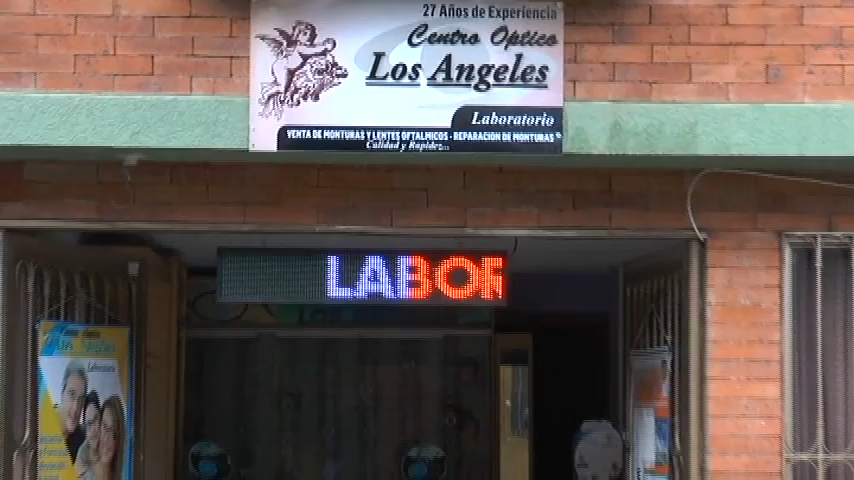 27 Años de Experiencia
Centro Optico
Los Angeles
Laboratorio
VENTA DE MONTURAS Y LENTES OFTALMICOS - REPARACION DE MONTURAS
Calidad y Rapidez...
LABOR
Laboratorio